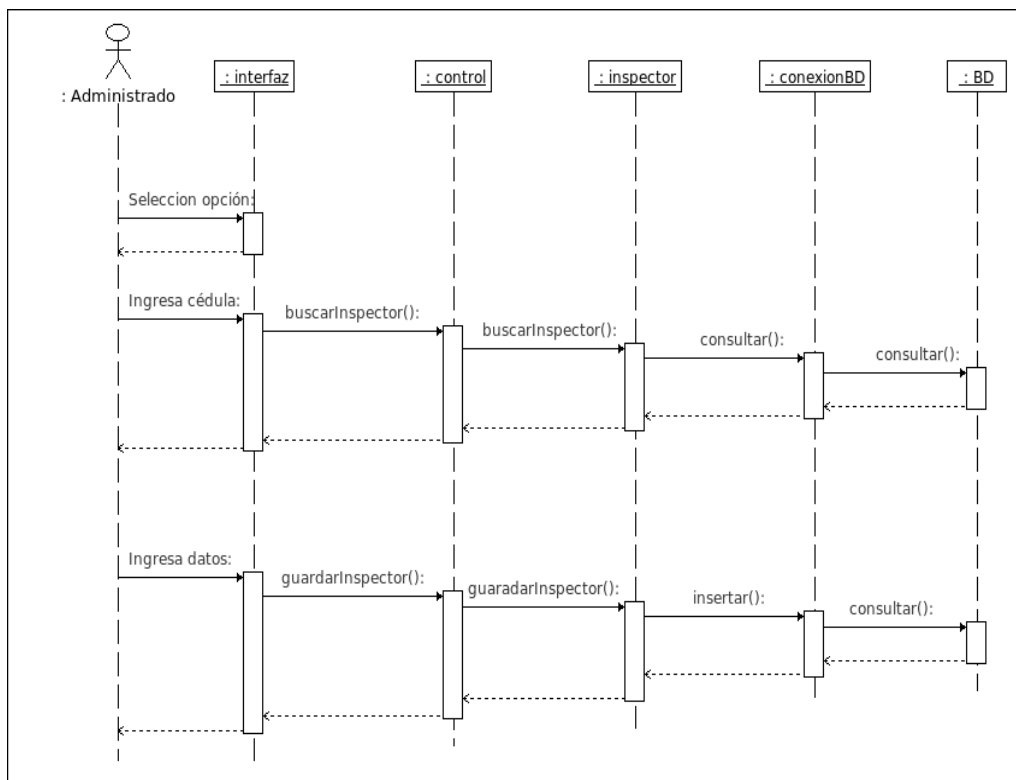 : Administrado
: interfaz
: control
: inspector
: conexionBD
: BD
Seleccion opción:
Ingresa cédula:
buscarInspector():
buscarInspector():
consultar():
consultar():
Ingresa datos:
guardarInspector():
guaradarInspector():
insertar():
consultar():